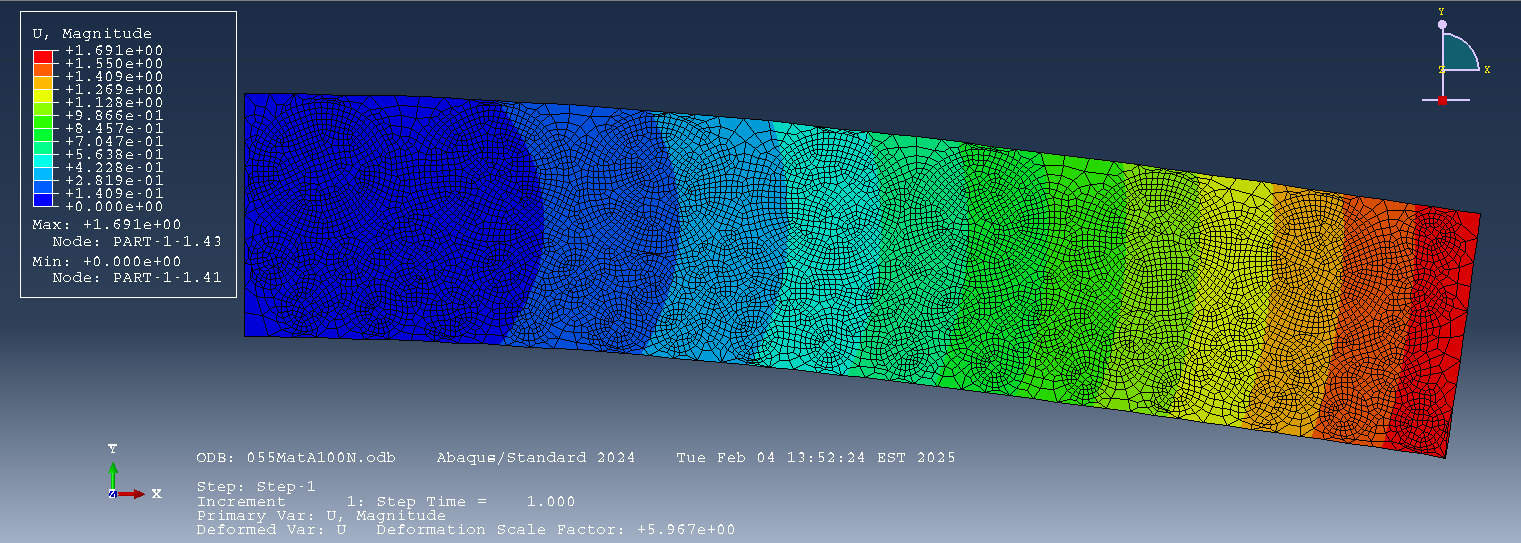 U, Magnitude
+1.691e+00
+1.550e+00
+1.409e+00
+1.269e+00
+1.128e+00
+9.866e-01
+8.457e-01
+7.047e-01
+5.638e-01
+4.228e-01
+2.819e-01
+1.409e-01
+0.000e+00
Max: +1.691e+00
Node: PART-1-1.43
Min: +0.000e+00
Node: PART-1-1.41
Y
Z X
Y
Z X
ODB: 055MatA100N.odb Abaqus/Standard 2024 Tue Feb 04 13:52:24 EST 2025
Step: Step-1
Increment 1: Step Time = 1.000
Primary Var: U, Magnitude
Deformed Var: U Deformation Scale Factor: +5.967e+00